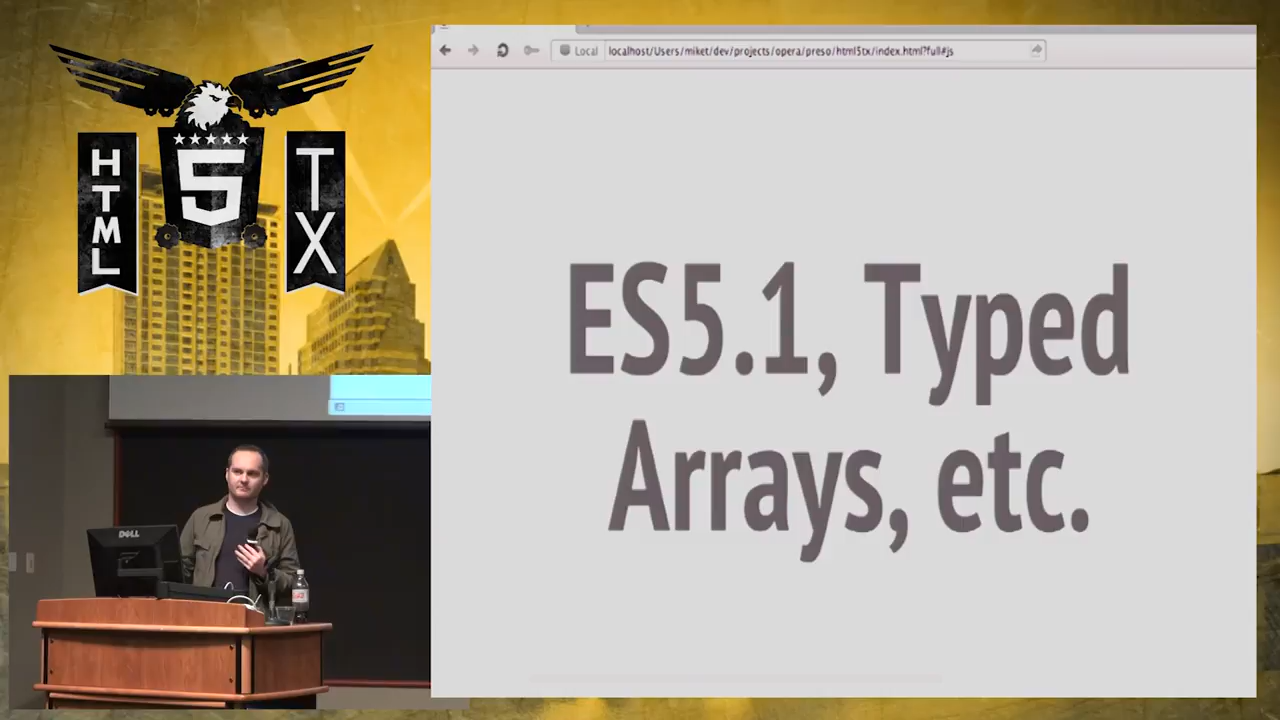 HTML
5
TX
Local
localhost/Users/miket/dev/projects/opera/preso/html5tx/index.html?full#js
ES5.1, Typed
Arrays, etc.
DELL